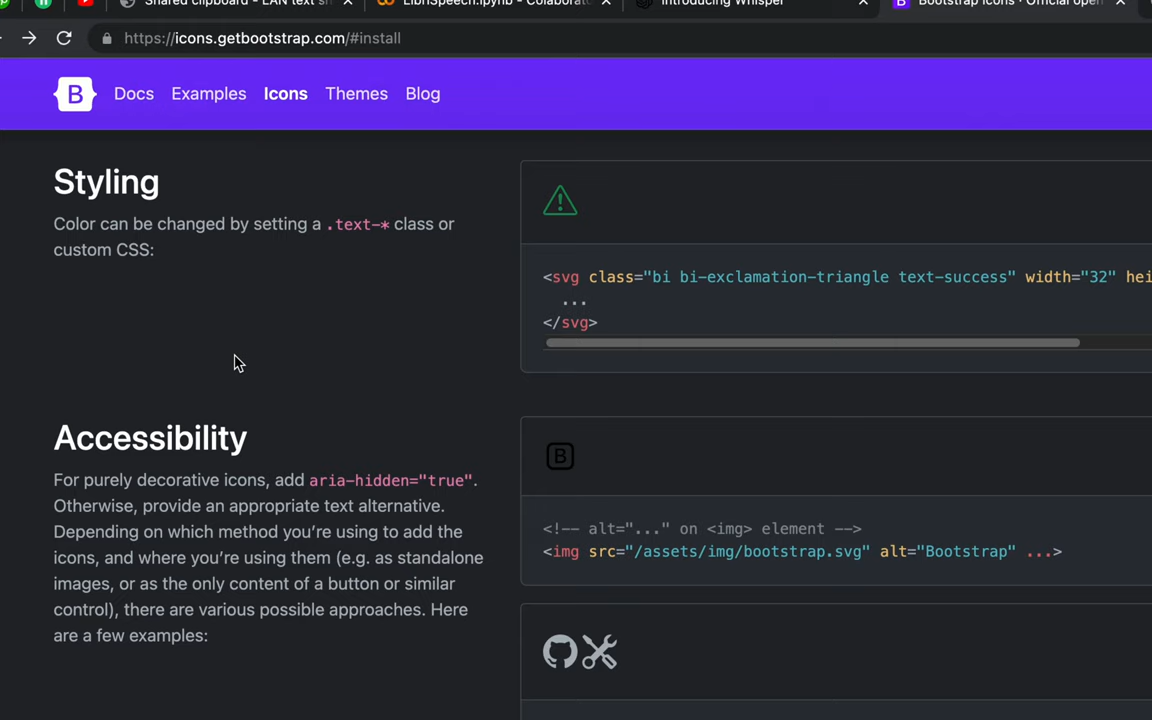 Shared clipboard - LAN text sh
LibriSpeech.ipynb - Colaborato
Introducing Whisper
Bootstrap Icons · Official open
https://icons.getbootstrap.com/#install
B Docs Examples Icons Themes Blog
Styling
Color can be changed by setting a .text-* class or
custom CSS:
<svg class="bi bi-exclamation-triangle text-success" width="32" hei
...
</svg>
Accessibility
For purely decorative icons, add aria-hidden="true".
Otherwise, provide an appropriate text alternative.
Depending on which method you're using to add the
icons, and where you're using them (e.g. as standalone
images, or as the only content of a button or similar
control), there are various possible approaches. Here
are a few examples:
B
<!-- alt="..." on <img> element -->
<img src="/assets/img/bootstrap.svg" alt="Bootstrap" ...>